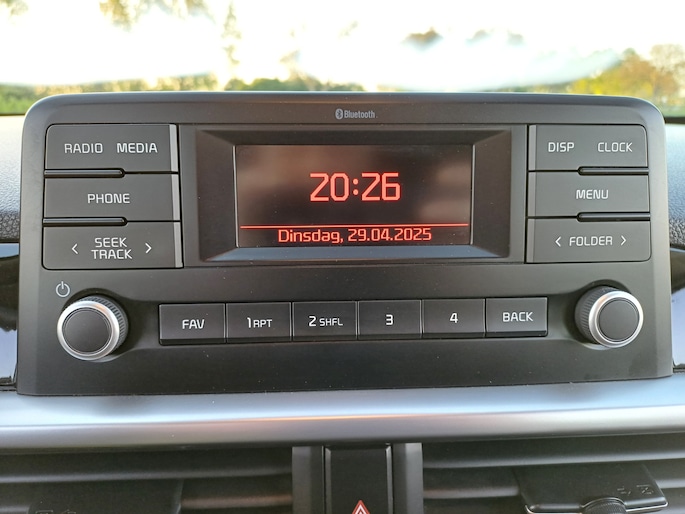 Bluetooth
RADIO MEDIA
PHONE
< SEEK TRACK >
20:26
Dinsdag, 29.04.2025
DISP CLOCK
MENU
< FOLDER >
FAV 1 RPT 2 SHFL 3 4 BACK